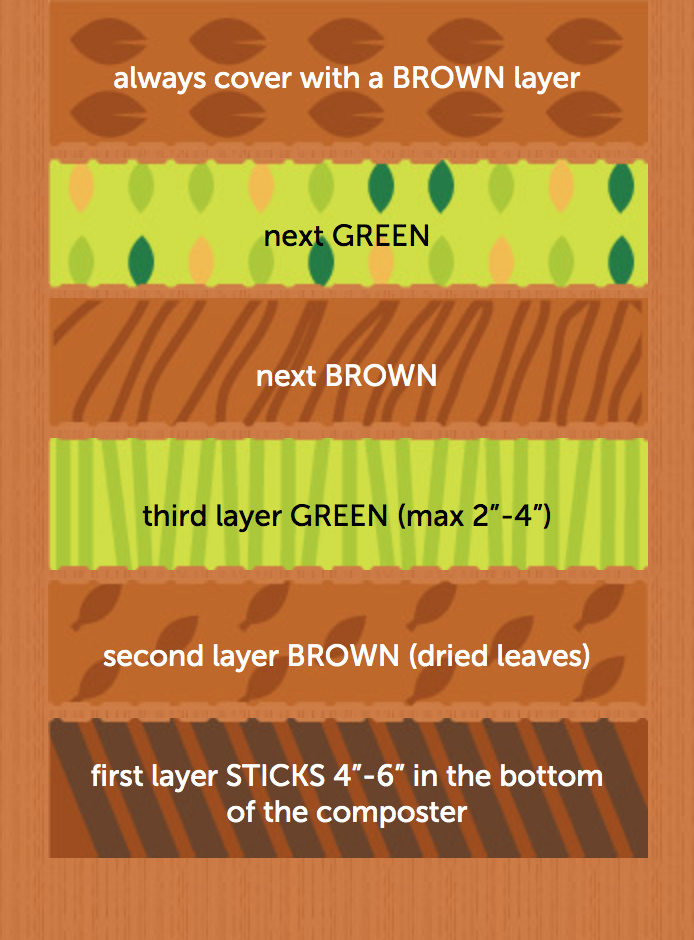 always cover with a BROWN layer
next GREEN
next BROWN
third layer GREEN (max 2”-4”)
second layer BROWN (dried leaves)
first layer STICKS 4”-6” in the bottom
of the composter